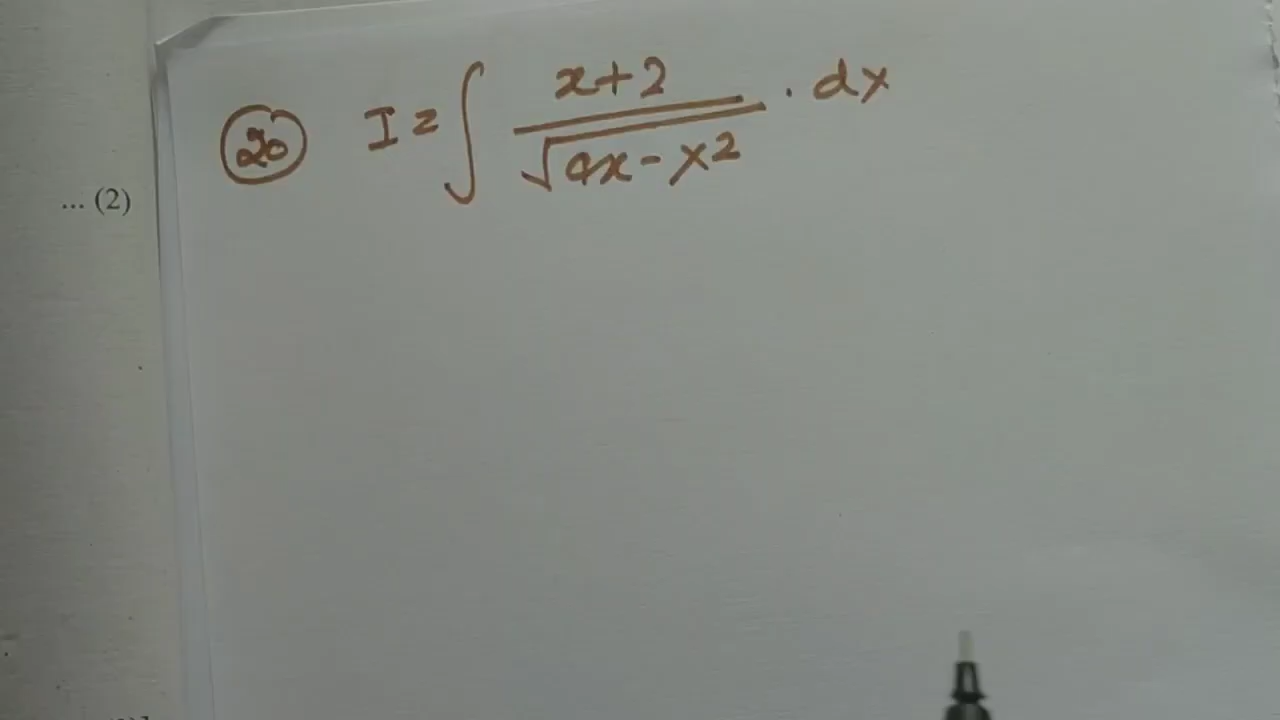 20 I = ∫ x+2 / √4x-x² . dx
... (2)